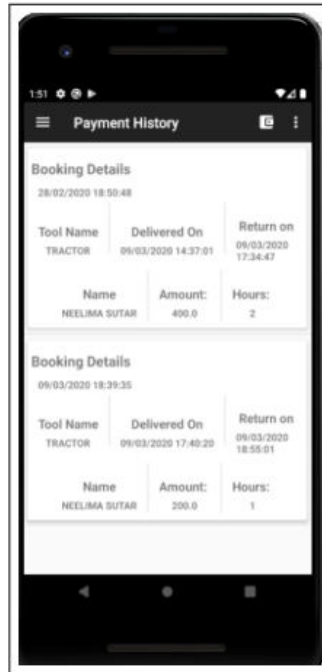 1:51
Payment History
Booking Details
28/02/2020 18:50:48
Tool Name Delivered On Return on
TRACTOR 09/03/2020 14:37:01 09/03/2020
17:34:47
Name Amount: Hours:
NEELIMA SUTAR 400.0 2
Booking Details
09/03/2020 18:39:35
Tool Name Delivered On Return on
TRACTOR 09/03/2020 17:40:20 09/03/2020
18:55:01
Name Amount: Hours:
NEELIMA SUTAR 200.0 1